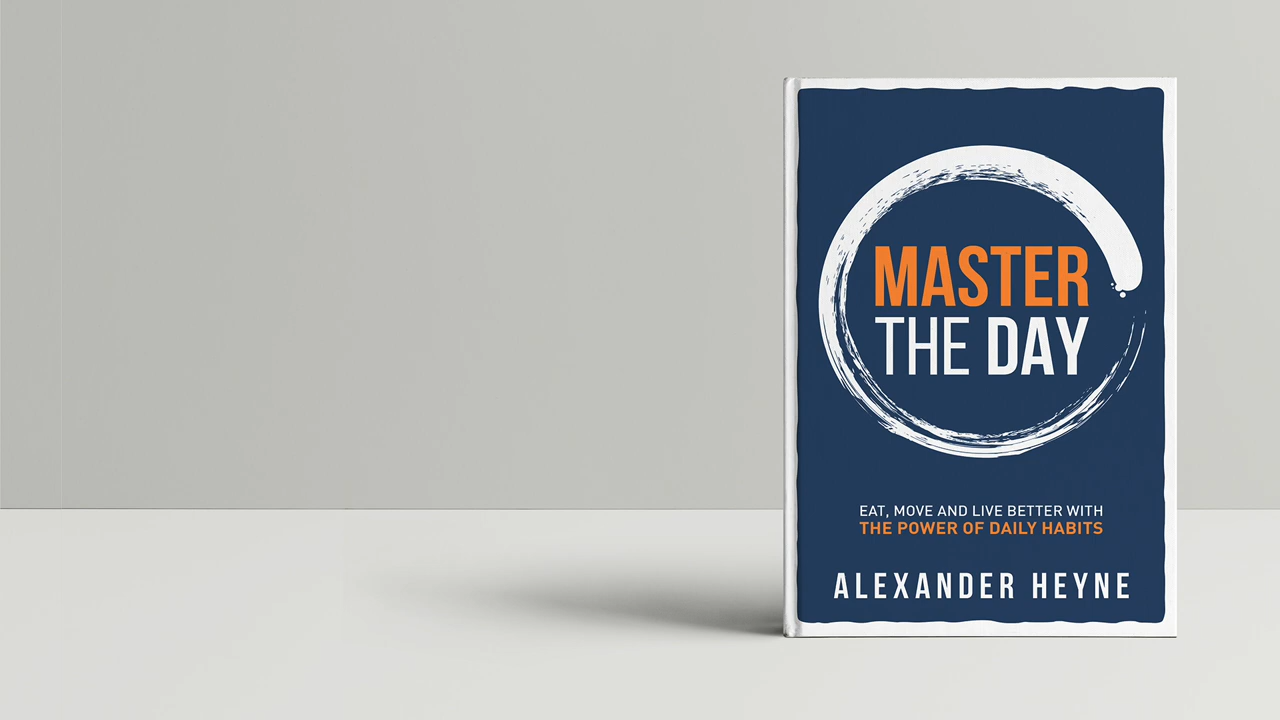 MASTER
THE DAY
EAT, MOVE AND LIVE BETTER WITH
THE POWER OF DAILY HABITS
ALEXANDER HEYNE